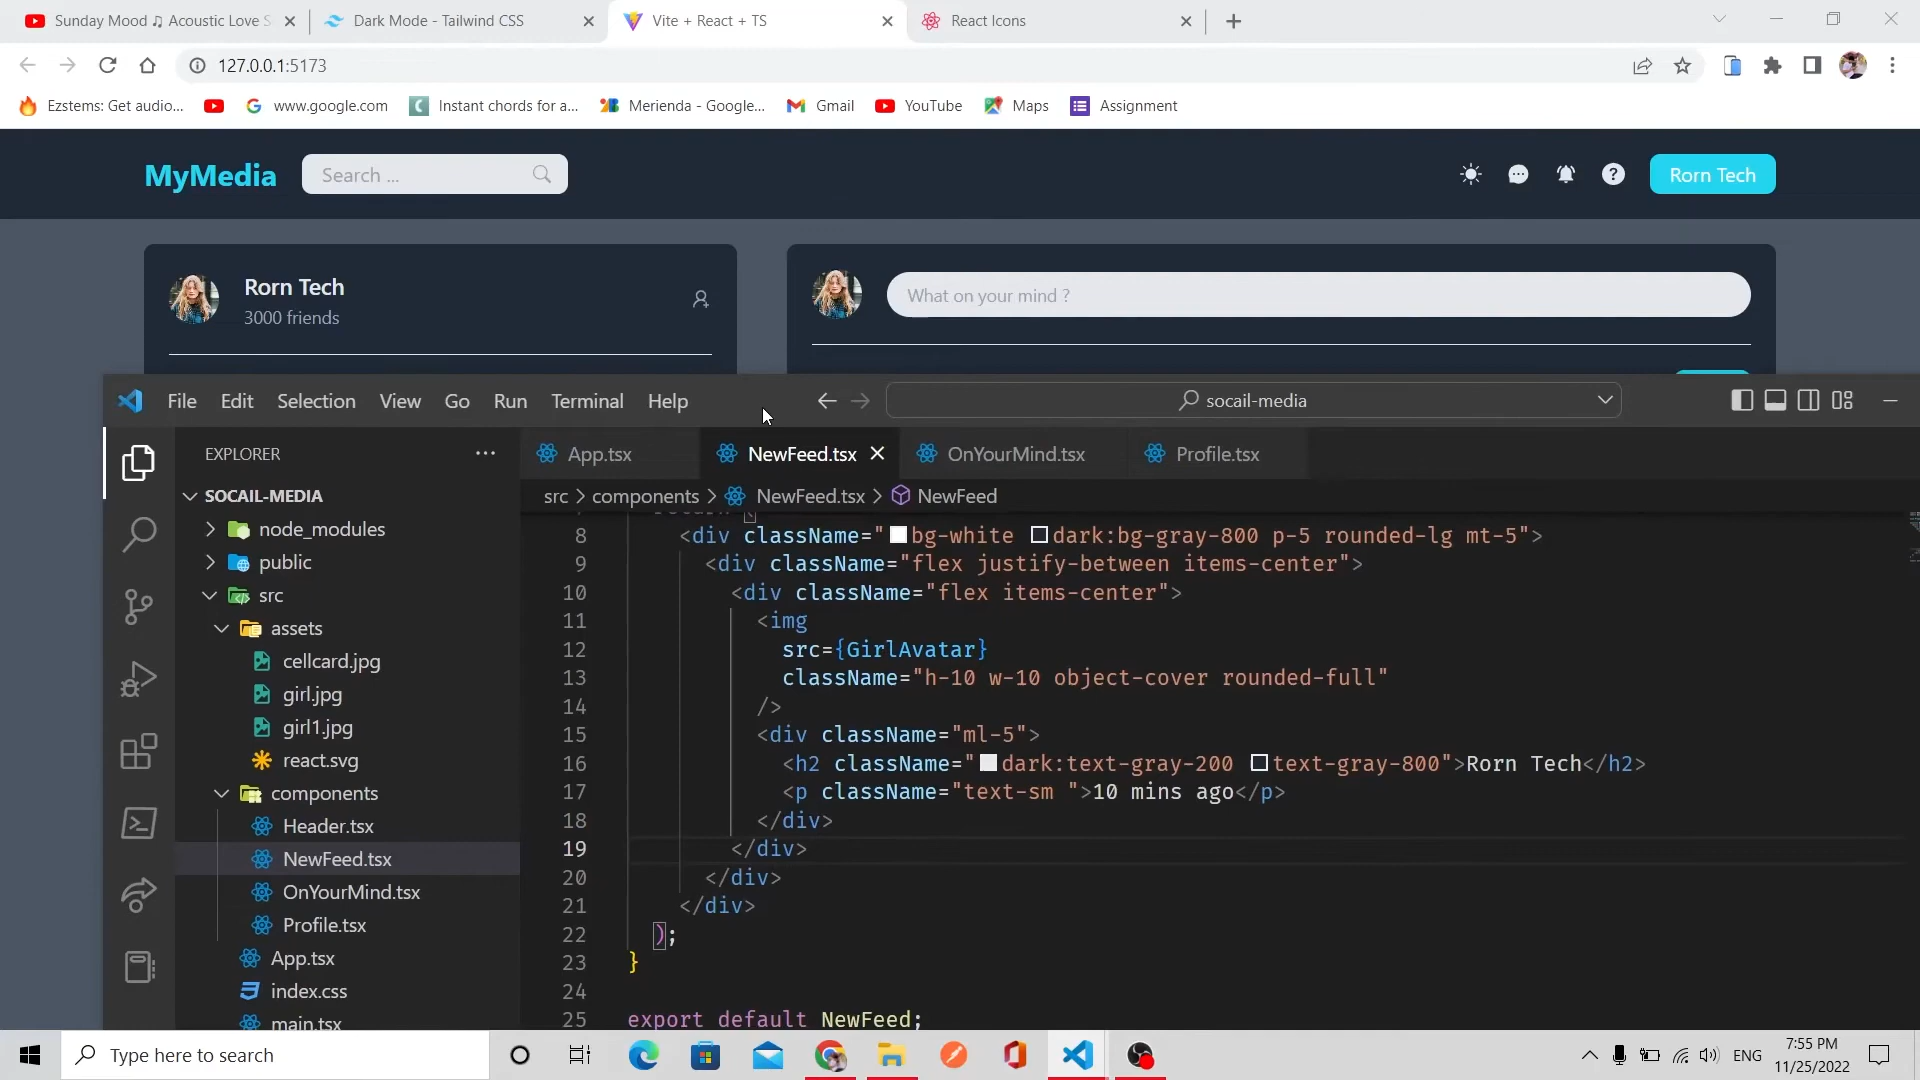 Sunday Mood ♫ Acoustic Love S
Dark Mode - Tailwind CSS
Vite + React + TS
React Icons
127.0.0.1:5173
Ezstems: Get audio...
www.google.com
Instant chords for a...
Merienda - Google...
Gmail
YouTube
Maps
Assignment
MyMedia
Search ...
Rorn Tech
Rorn Tech
3000 friends
What on your mind ?
File Edit Selection View Go Run Terminal Help
socail-media
EXPLORER
App.tsx
NewFeed.tsx
OnYourMind.tsx
Profile.tsx
SOCAIL-MEDIA
node_modules
public
src
assets
cellcard.jpg
girl.jpg
girl1.jpg
react.svg
components
Header.tsx
NewFeed.tsx
OnYourMind.tsx
Profile.tsx
App.tsx
index.css
main.tsx
src > components > NewFeed.tsx > NewFeed
8 <div className="bg-white dark:bg-gray-800 p-5 rounded-lg mt-5">
9 <div className="flex justify-between items-center">
10 <div className="flex items-center">
11 <img
12 src={GirlAvatar}
13 className="h-10 w-10 object-cover rounded-full"
14 />
15 <div className="ml-5">
16 <h2 className="dark:text-gray-200 text-gray-800">Rorn Tech</h2>
17 <p className="text-sm ">10 mins ago</p>
18 </div>
19 </div>
20 </div>
21 </div>
22 );
23 }
24
25 export default NewFeed;
Type here to search
ENG
7:55 PM
11/25/2022